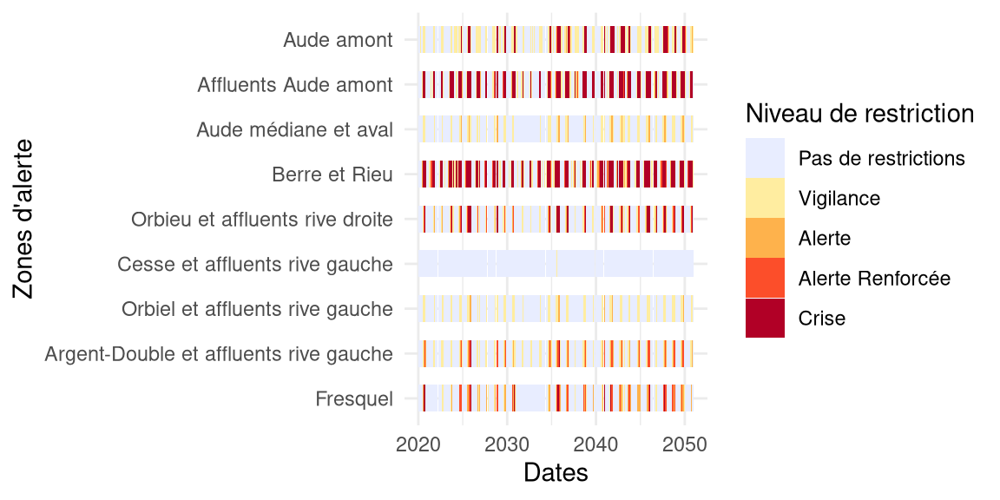 Zones d'alerte
Aude amont
Affluents Aude amont
Aude médiane et aval
Berre et Rieu
Orbieu et affluents rive droite
Cesse et affluents rive gauche
Orbiel et affluents rive gauche
Argent-Double et affluents rive gauche
Fresquel
2020 2030 2040 2050
Dates
Niveau de restriction
Pas de restrictions
Vigilance
Alerte
Alerte Renforcée
Crise